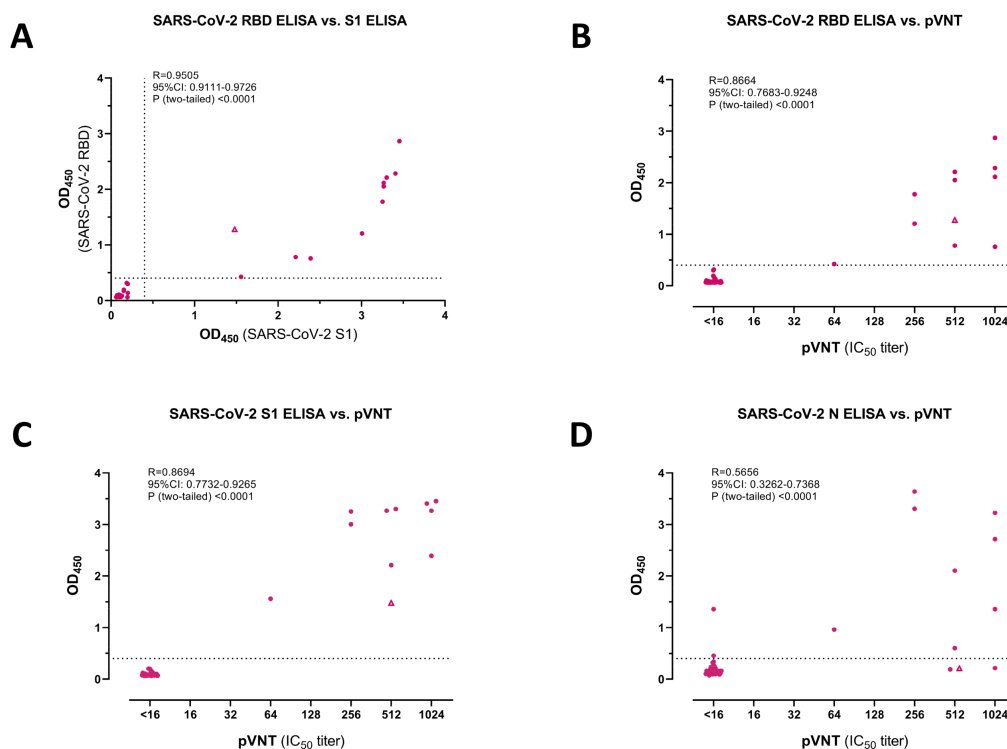 A
SARS-CoV-2 RBD ELISA vs. S1 ELISA
R=0.9505
95%CI: 0.9111-0.9726
P (two-tailed) <0.0001
OD450
(SARS-CoV-2 RBD)
4
3
2
1
0
0 1 2 3 4
OD450 (SARS-CoV-2 S1)
B
SARS-CoV-2 RBD ELISA vs. pVNT
R=0.8664
95%CI: 0.7683-0.9248
P (two-tailed) <0.0001
OD450
4
3
2
1
0
<16 16 32 64 128 256 512 1024
pVNT (IC50 titer)
C
SARS-CoV-2 S1 ELISA vs. pVNT
R=0.8694
95%CI: 0.7732-0.9265
P (two-tailed) <0.0001
OD450
4
3
2
1
0
<16 16 32 64 128 256 512 1024
pVNT (IC50 titer)
D
SARS-CoV-2 N ELISA vs. pVNT
R=0.5656
95%CI: 0.3262-0.7368
P (two-tailed) <0.0001
OD450
4
3
2
1
0
<16 16 32 64 128 256 512 1024
pVNT (IC50 titer)